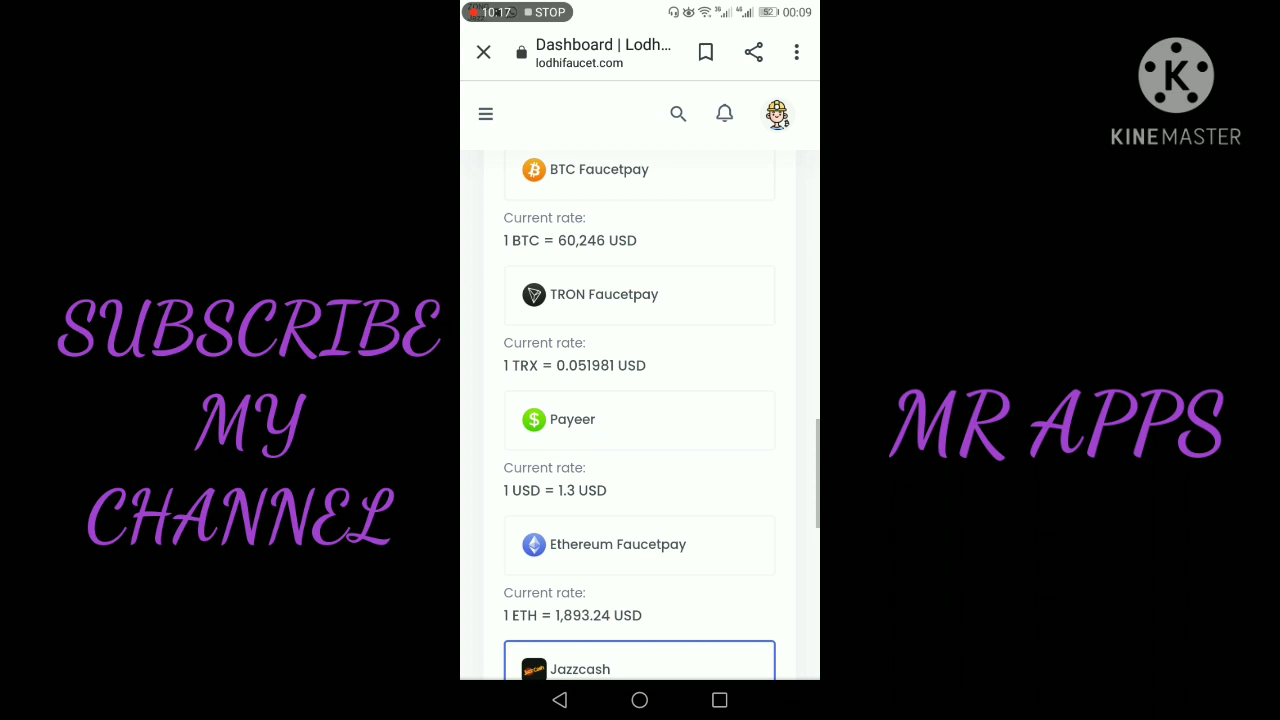 10:17 STOP
52 00:09
Dashboard | Lodh...
lodhifaucet.com
BTC Faucetpay
Current rate:
1 BTC = 60,246 USD
TRON Faucetpay
Current rate:
1 TRX = 0.051981 USD
Payeer
Current rate:
1 USD = 1.3 USD
Ethereum Faucetpay
Current rate:
1 ETH = 1,893.24 USD
Jazzcash
SUBSCRIBE
MY
CHANNEL
K
KINEMASTER
MR APPS